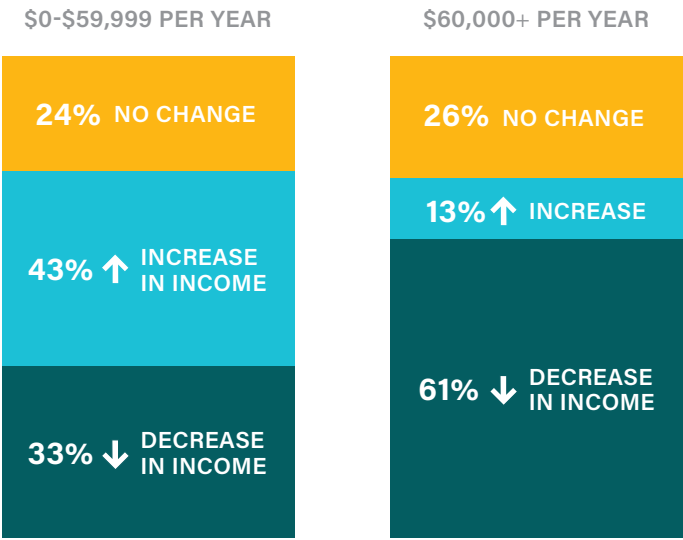 $0-$59,999 PER YEAR
24% NO CHANGE
43% ↑ INCREASE
IN INCOME
33% ↓ DECREASE
IN INCOME
$60,000+ PER YEAR
26% NO CHANGE
13% ↑ INCREASE
61% ↓ DECREASE
IN INCOME